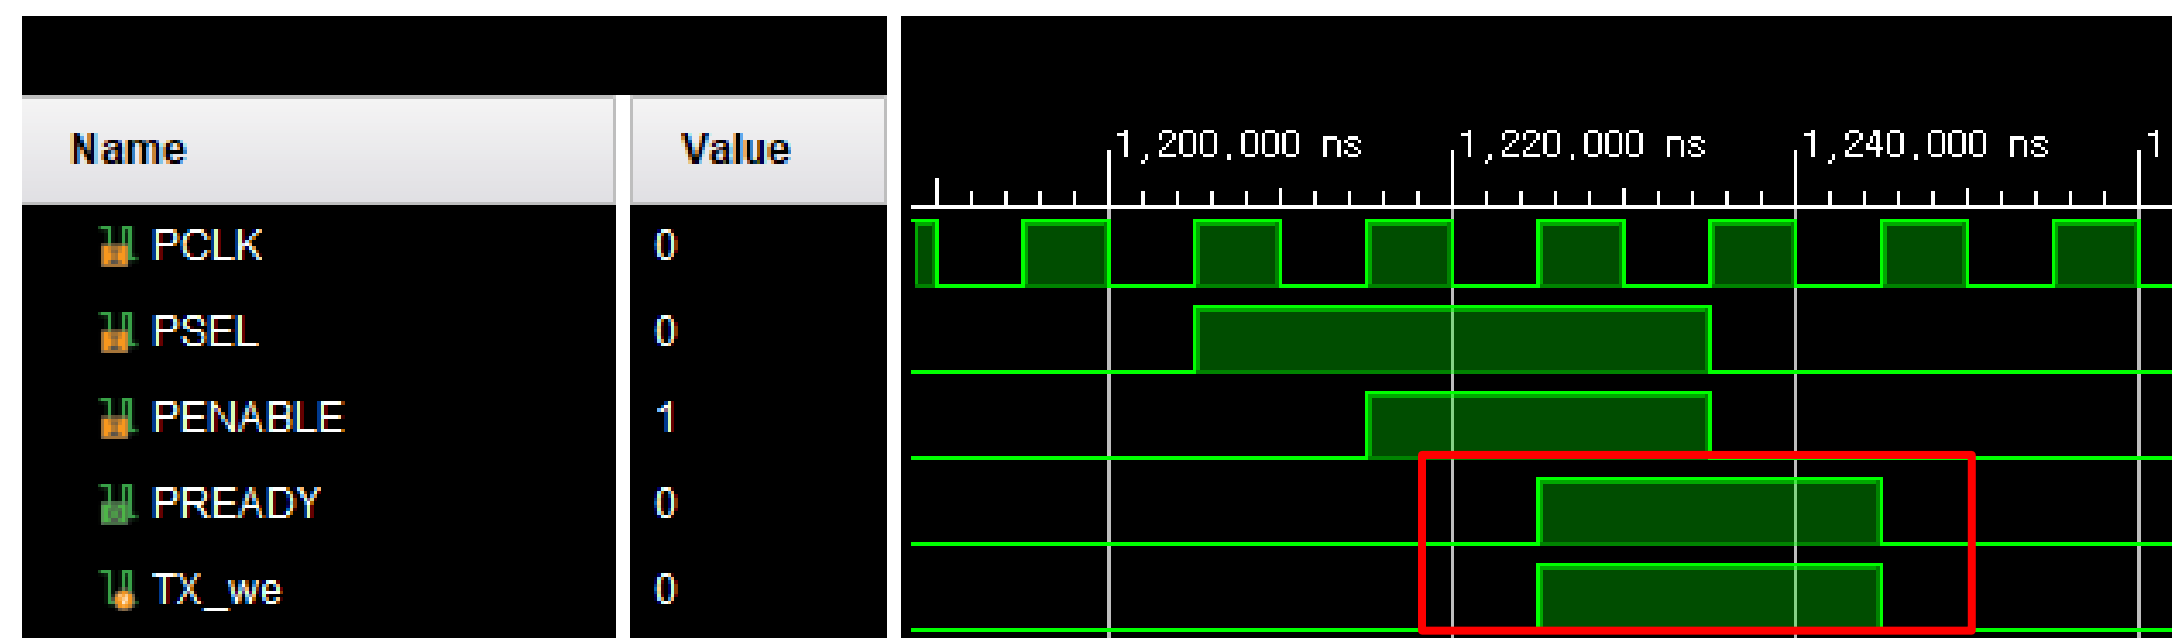 Name Value
1,200.000 ns 1,220.000 ns 1,240.000 ns 1
PCLK 0
PSEL 0
PENABLE 1
PREADY 0
TX_we 0